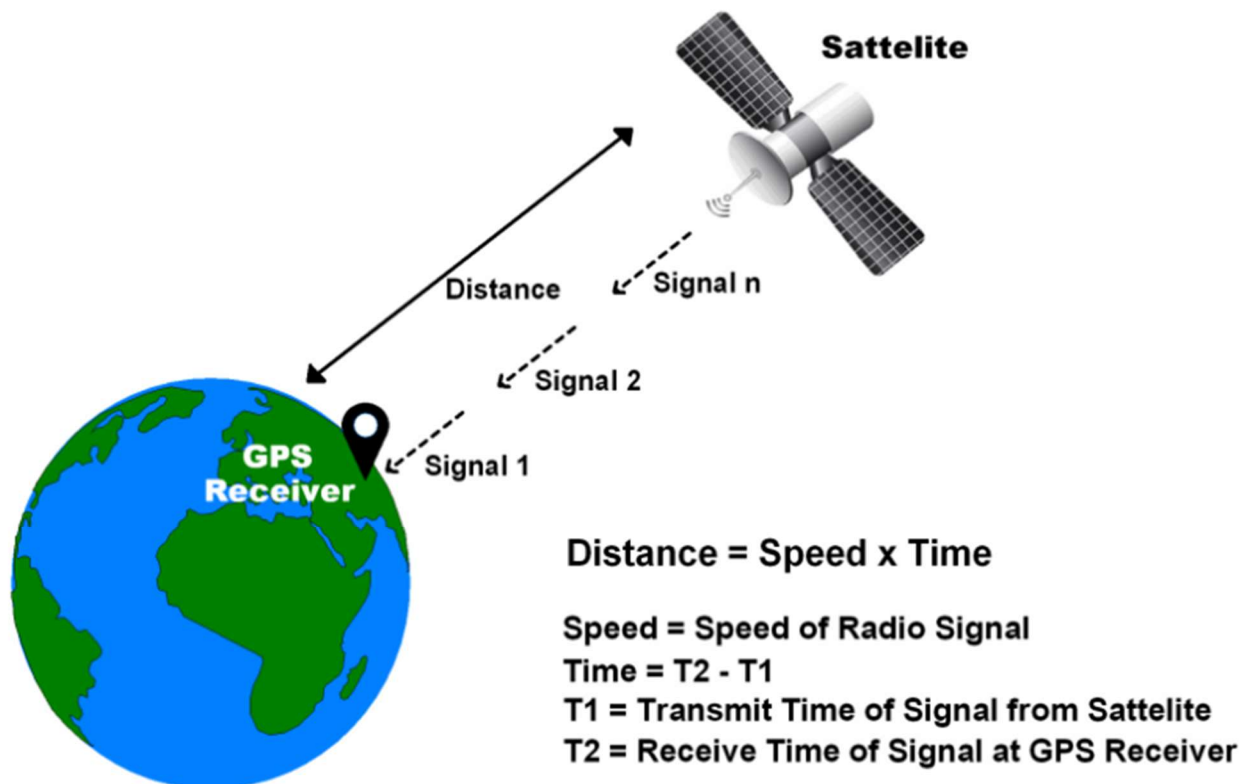 Sattelite
Distance
Signal n
Signal 2
Signal 1
GPS
Receiver
Distance = Speed x Time
Speed = Speed of Radio Signal
Time = T2 - T1
T1 = Transmit Time of Signal from Sattelite
T2 = Receive Time of Signal at GPS Receiver